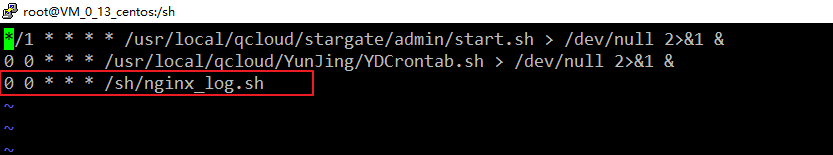 root@VM_0_13_centos:/sh
*/1 * * * * /usr/local/qcloud/stargate/admin/start.sh > /dev/null 2>&1 &
0 0 * * * /usr/local/qcloud/YunJing/YDCrontab.sh > /dev/null 2>&1 &
0 0 * * * /sh/nginx_log.sh
~
~
~